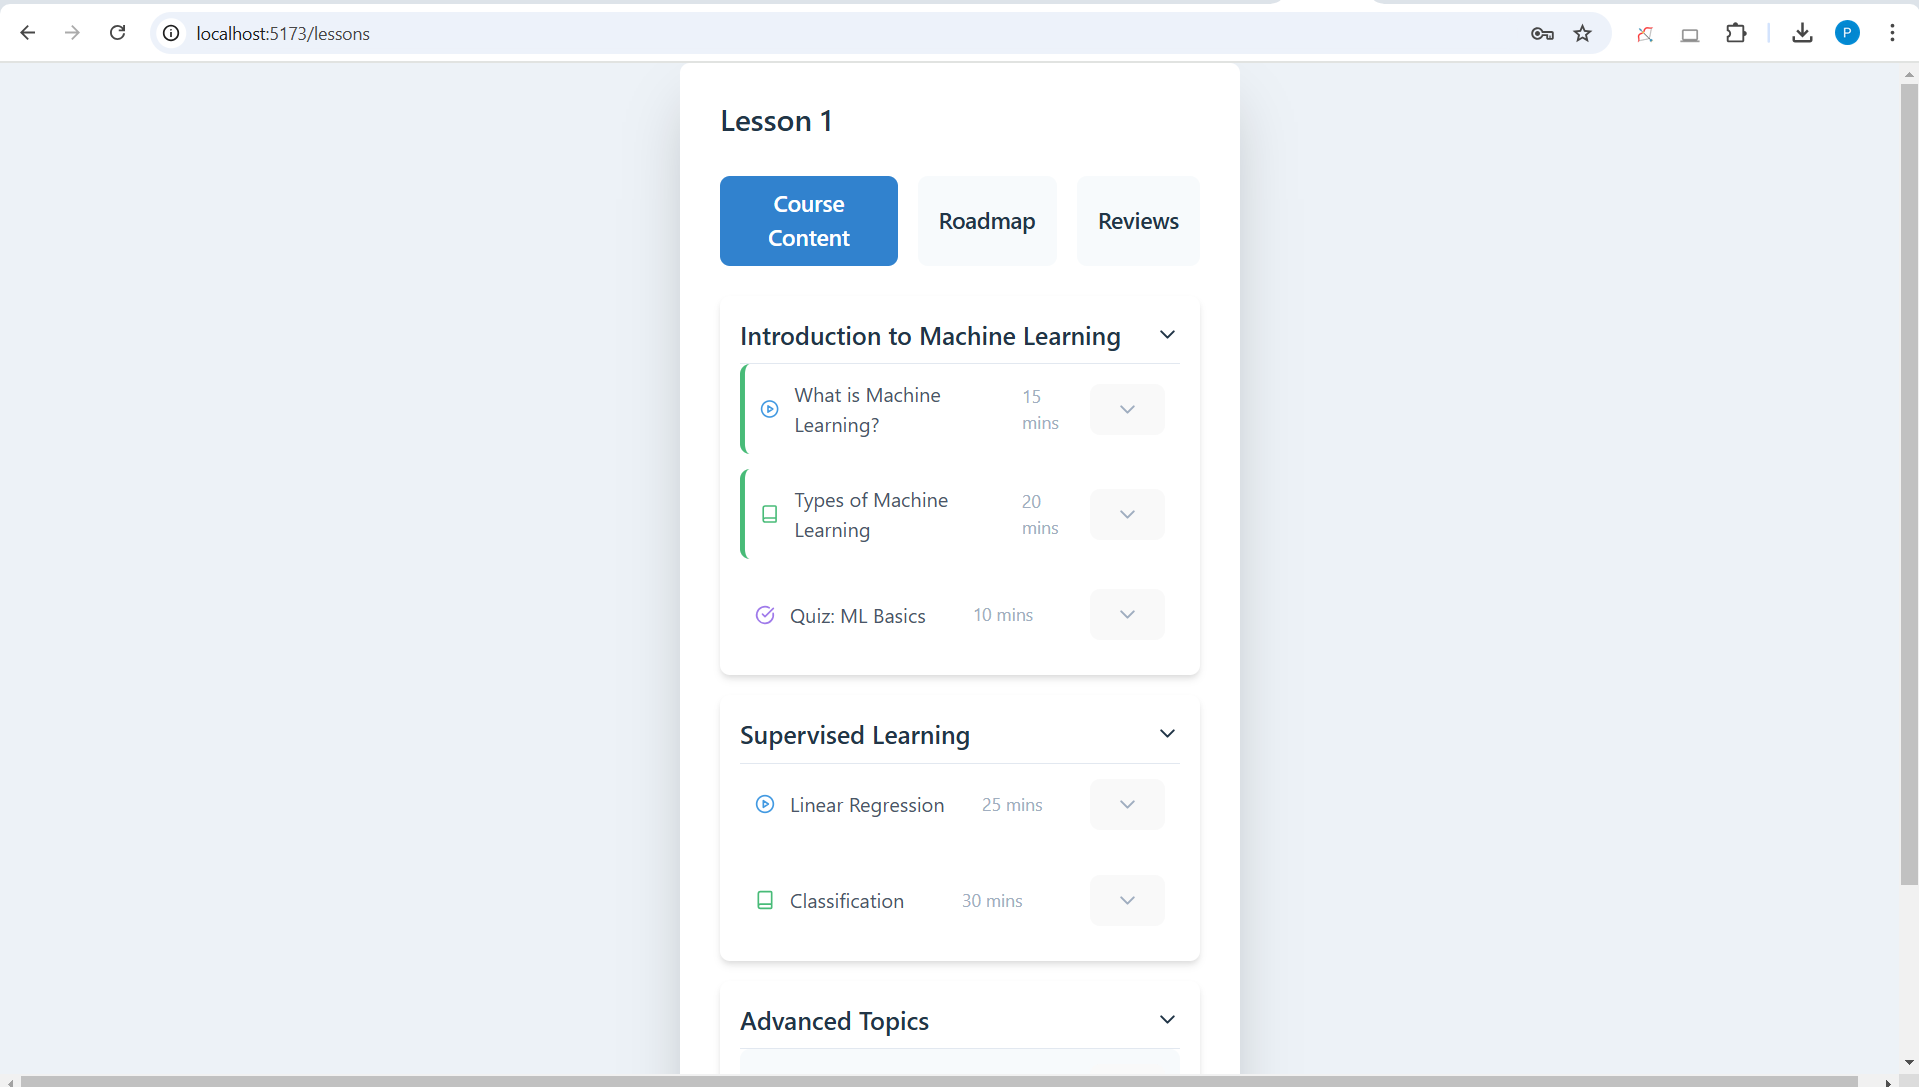 localhost:5173/lessons
P
Lesson 1
Course
Content
Roadmap
Reviews
Introduction to Machine Learning
What is Machine
Learning?
15
mins
Types of Machine
Learning
20
mins
Quiz: ML Basics
10 mins
Supervised Learning
Linear Regression
25 mins
Classification
30 mins
Advanced Topics